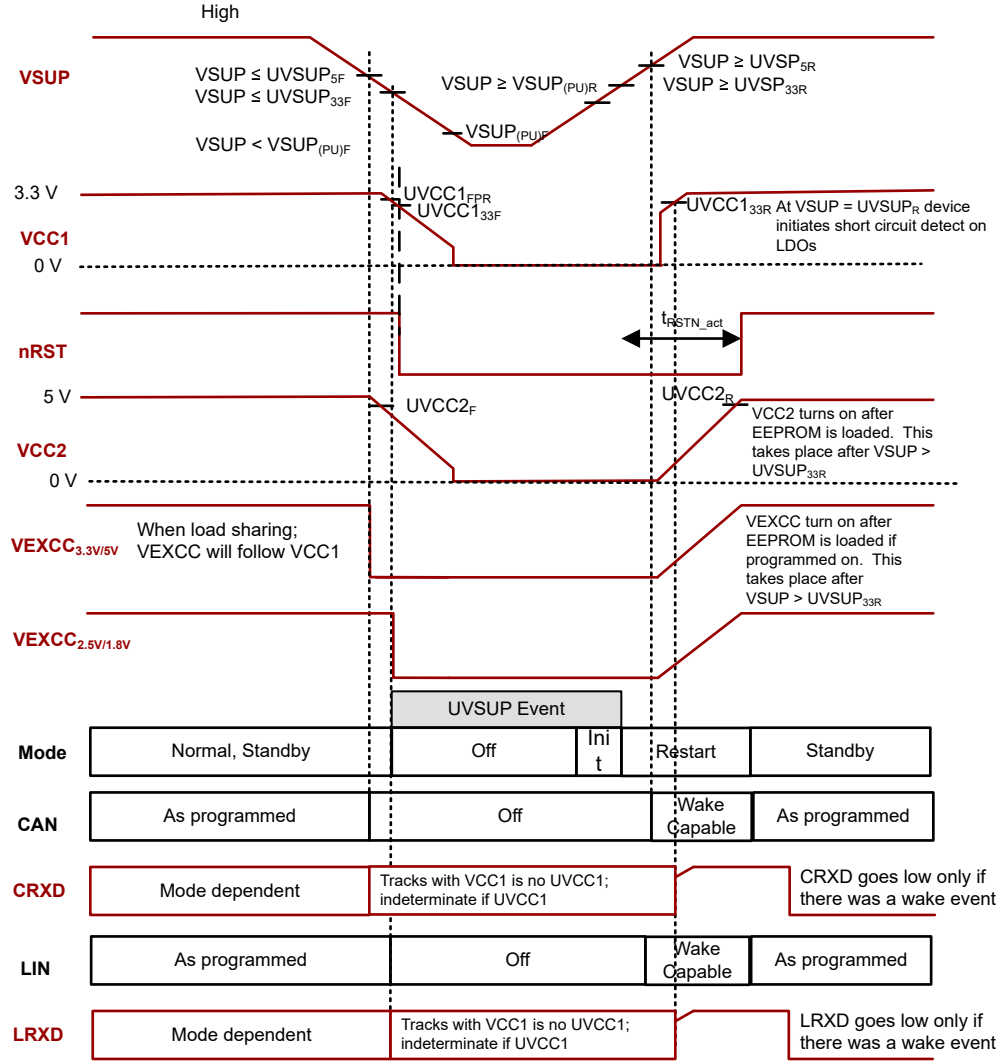 High
VSUP
VSUP ≤ UVSUP5F
VSUP ≤ UVSUP33F
VSUP < VSUP(PU)F
VSUP ≥ VSUP(PU)R
VSUP(PU)F
VSUP ≥ UVSP5R
VSUP ≥ UVSP33R
3.3 V
VCC1
0 V
UVCC1FPR
UVCC133F
UVCC133R
At VSUP = UVSUPR device
initiates short circuit detect on
LDOs
nRST
tRSTN_act
5 V
VCC2
0 V
UVCC2F
UVCC2R
VCC2 turns on after
EEPROM is loaded. This
takes place after VSUP >
UVSUP33R
VEXCC3.3V/5V
When load sharing;
VEXCC will follow VCC1
VEXCC turn on after
EEPROM is loaded if
programmed on. This
takes place after
VSUP > UVSUP33R
VEXCC2.5V/1.8V
UVSUP Event
Mode
Normal, Standby
Off
Ini
t
Restart
Standby
CAN
As programmed
Off
Wake
Capable
As programmed
CRXD
Mode dependent
Tracks with VCC1 is no UVCC1;
indeterminate if UVCC1
CRXD goes low only if
there was a wake event
LIN
As programmed
Off
Wake
Capable
As programmed
LRXD
Mode dependent
Tracks with VCC1 is no UVCC1;
indeterminate if UVCC1
LRXD goes low only if
there was a wake event